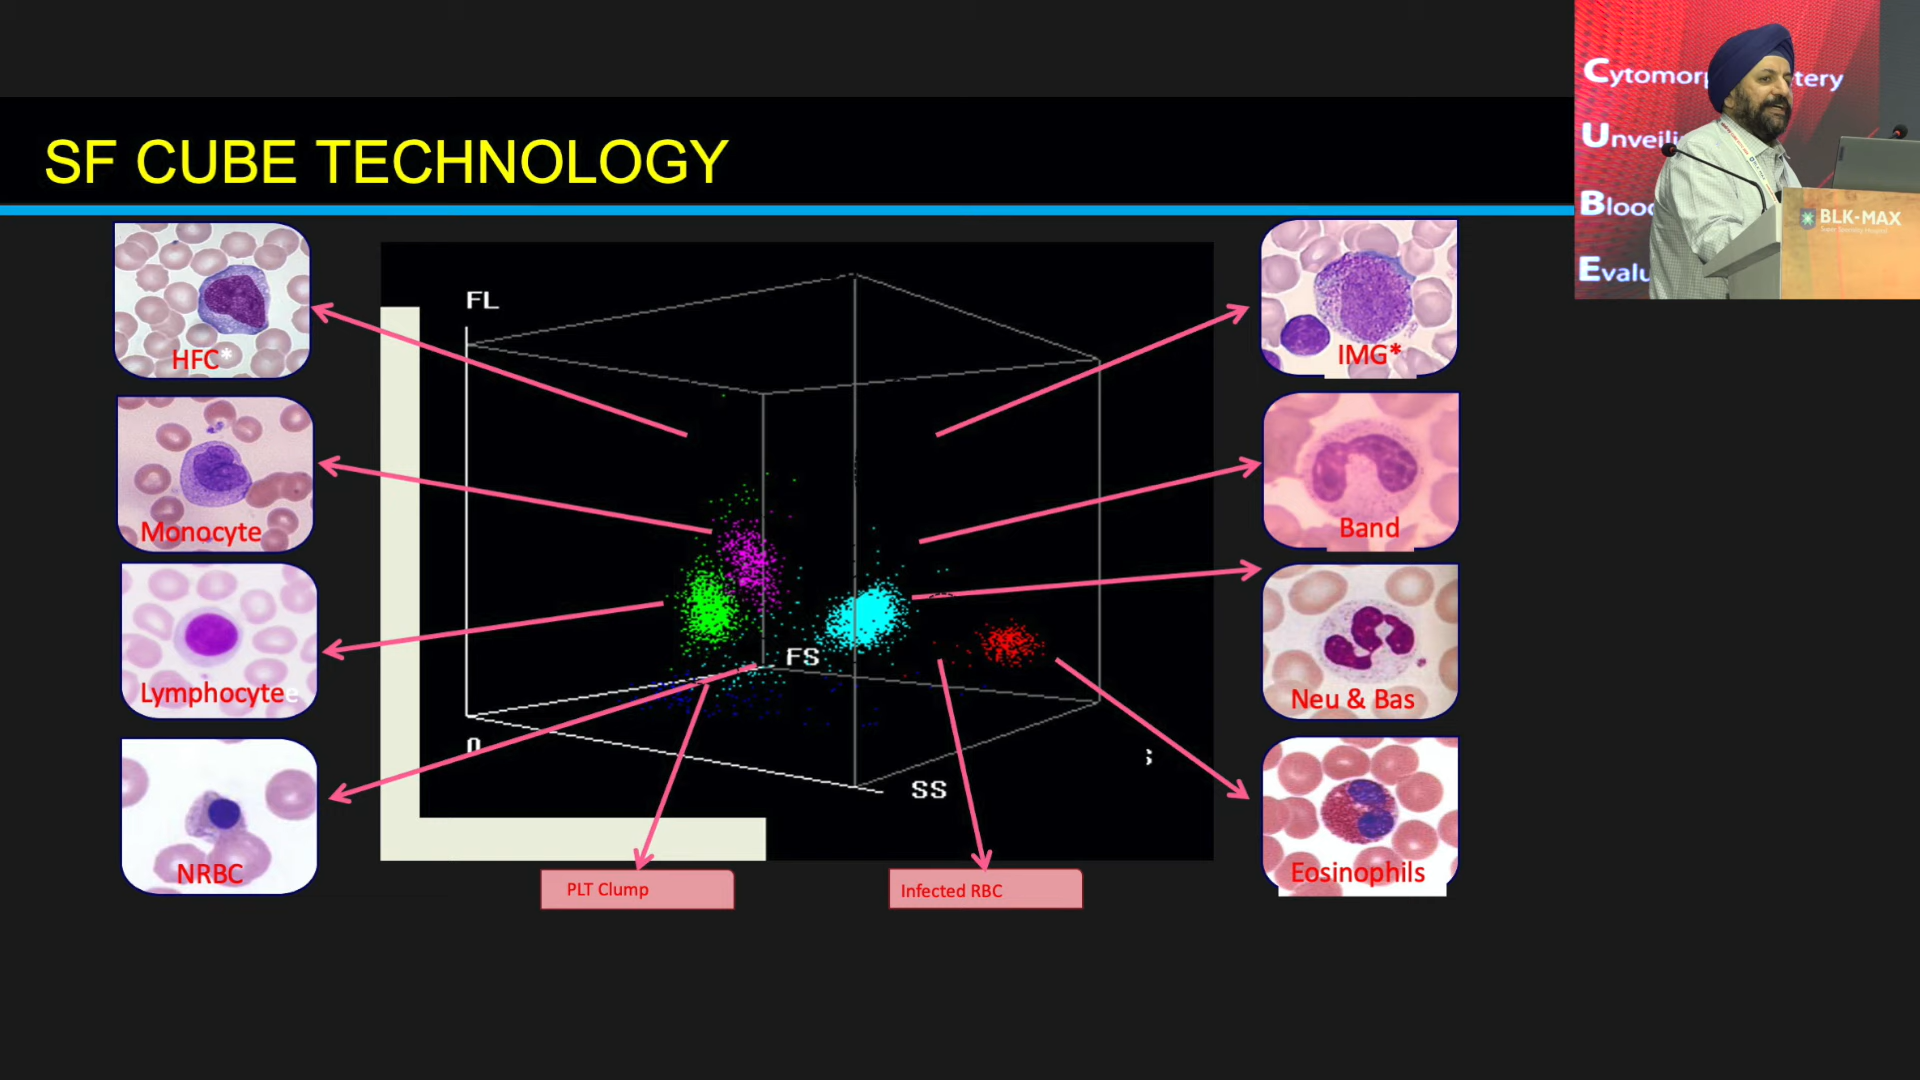 SF CUBE TECHNOLOGY
HFC*
Monocyte
Lymphocytee
NRBC
FL
FS
0
SS
S
PLT Clump
Infected RBC
IMG*
Band
Neu & Bas
Eosinophils
Cytomor tery
Unveili
Blood
Evalu
BLK-MAX